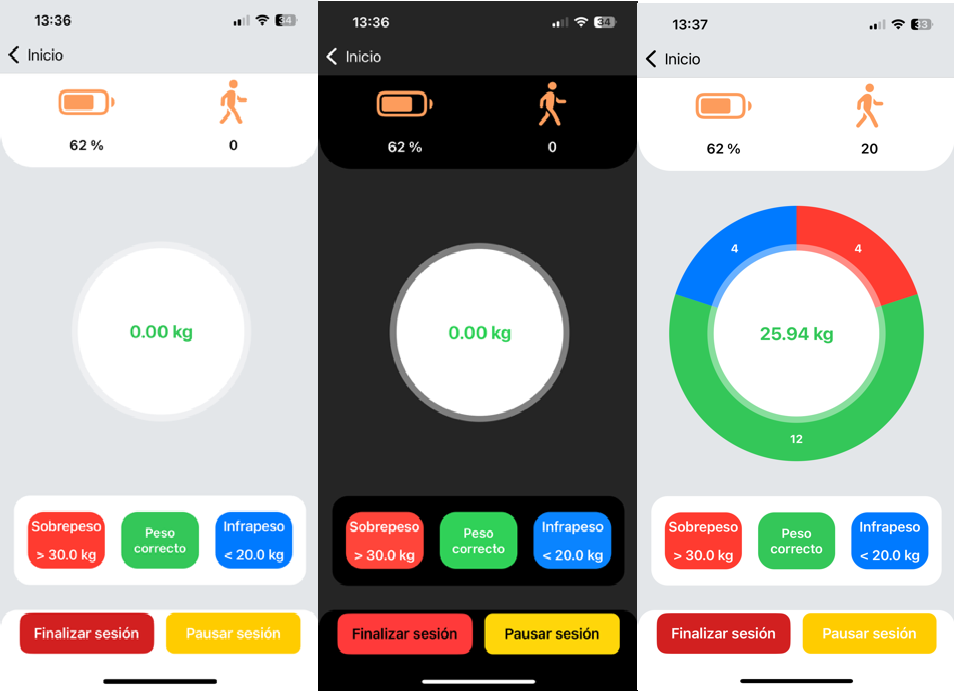 13:36
34
Inicio
62 %
0
0.00 kg
Sobrepeso
> 30.0 kg
Peso
correcto
Infrapeso
< 20.0 kg
Finalizar sesión
Pausar sesión
13:36
34
Inicio
62 %
0
0.00 kg
Sobrepeso
> 30.0 kg
Peso
correcto
Infrapeso
< 20.0 kg
Finalizar sesión
Pausar sesión
13:37
33
Inicio
62 %
20
4
4
25.94 kg
12
Sobrepeso
> 30.0 kg
Peso
correcto
Infrapeso
< 20.0 kg
Finalizar sesión
Pausar sesión